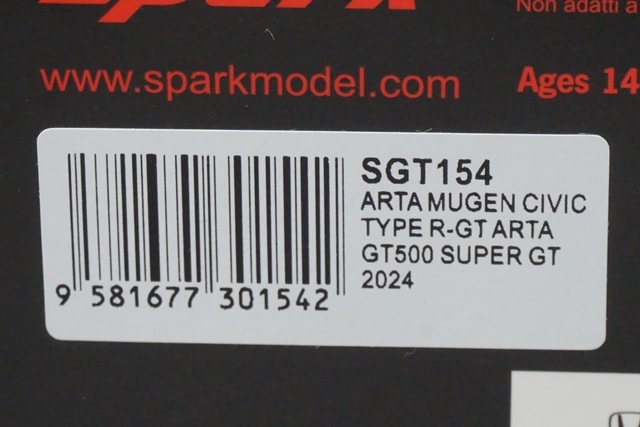 spark
Non adatti a
www.sparkmodel.com
Ages 14
SGT154
ARTA MUGEN CIVIC
TYPE R-GT ARTA
GT500 SUPER GT
2024
9 581677 301542